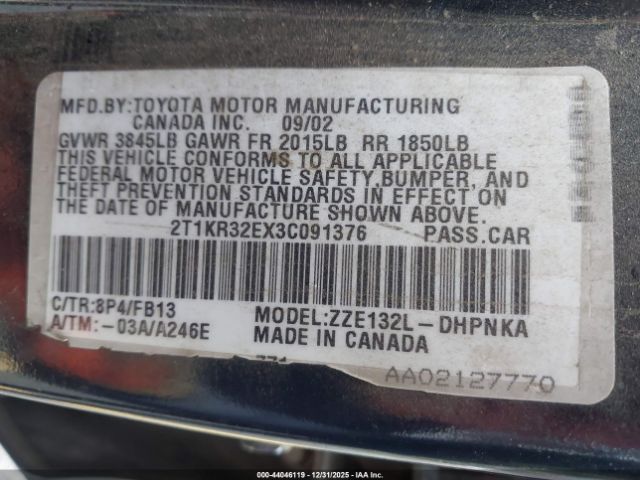 MFD.BY:TOYOTA MOTOR MANUFACTURING
CANADA INC. 09/02
GVWR 3845LB GAWR FR 2015LB RR 1850LB
THIS VEHICLE CONFORMS TO ALL APPLICABLE
FEDERAL MOTOR VEHICLE SAFETY,BUMPER, AND
THEFT PREVENTION STANDARDS IN EFFECT ON
THE DATE OF MANUFACTURE SHOWN ABOVE.
2T1KR32EX3C091376 PASS.CAR
C/TR:8P4/FB13 MODEL:ZZE132L-DHPNKA
A/TM:-03A/A246E MADE IN CANADA
AA02127770
000-44046119 • 12/31/2025 • IAA Inc.